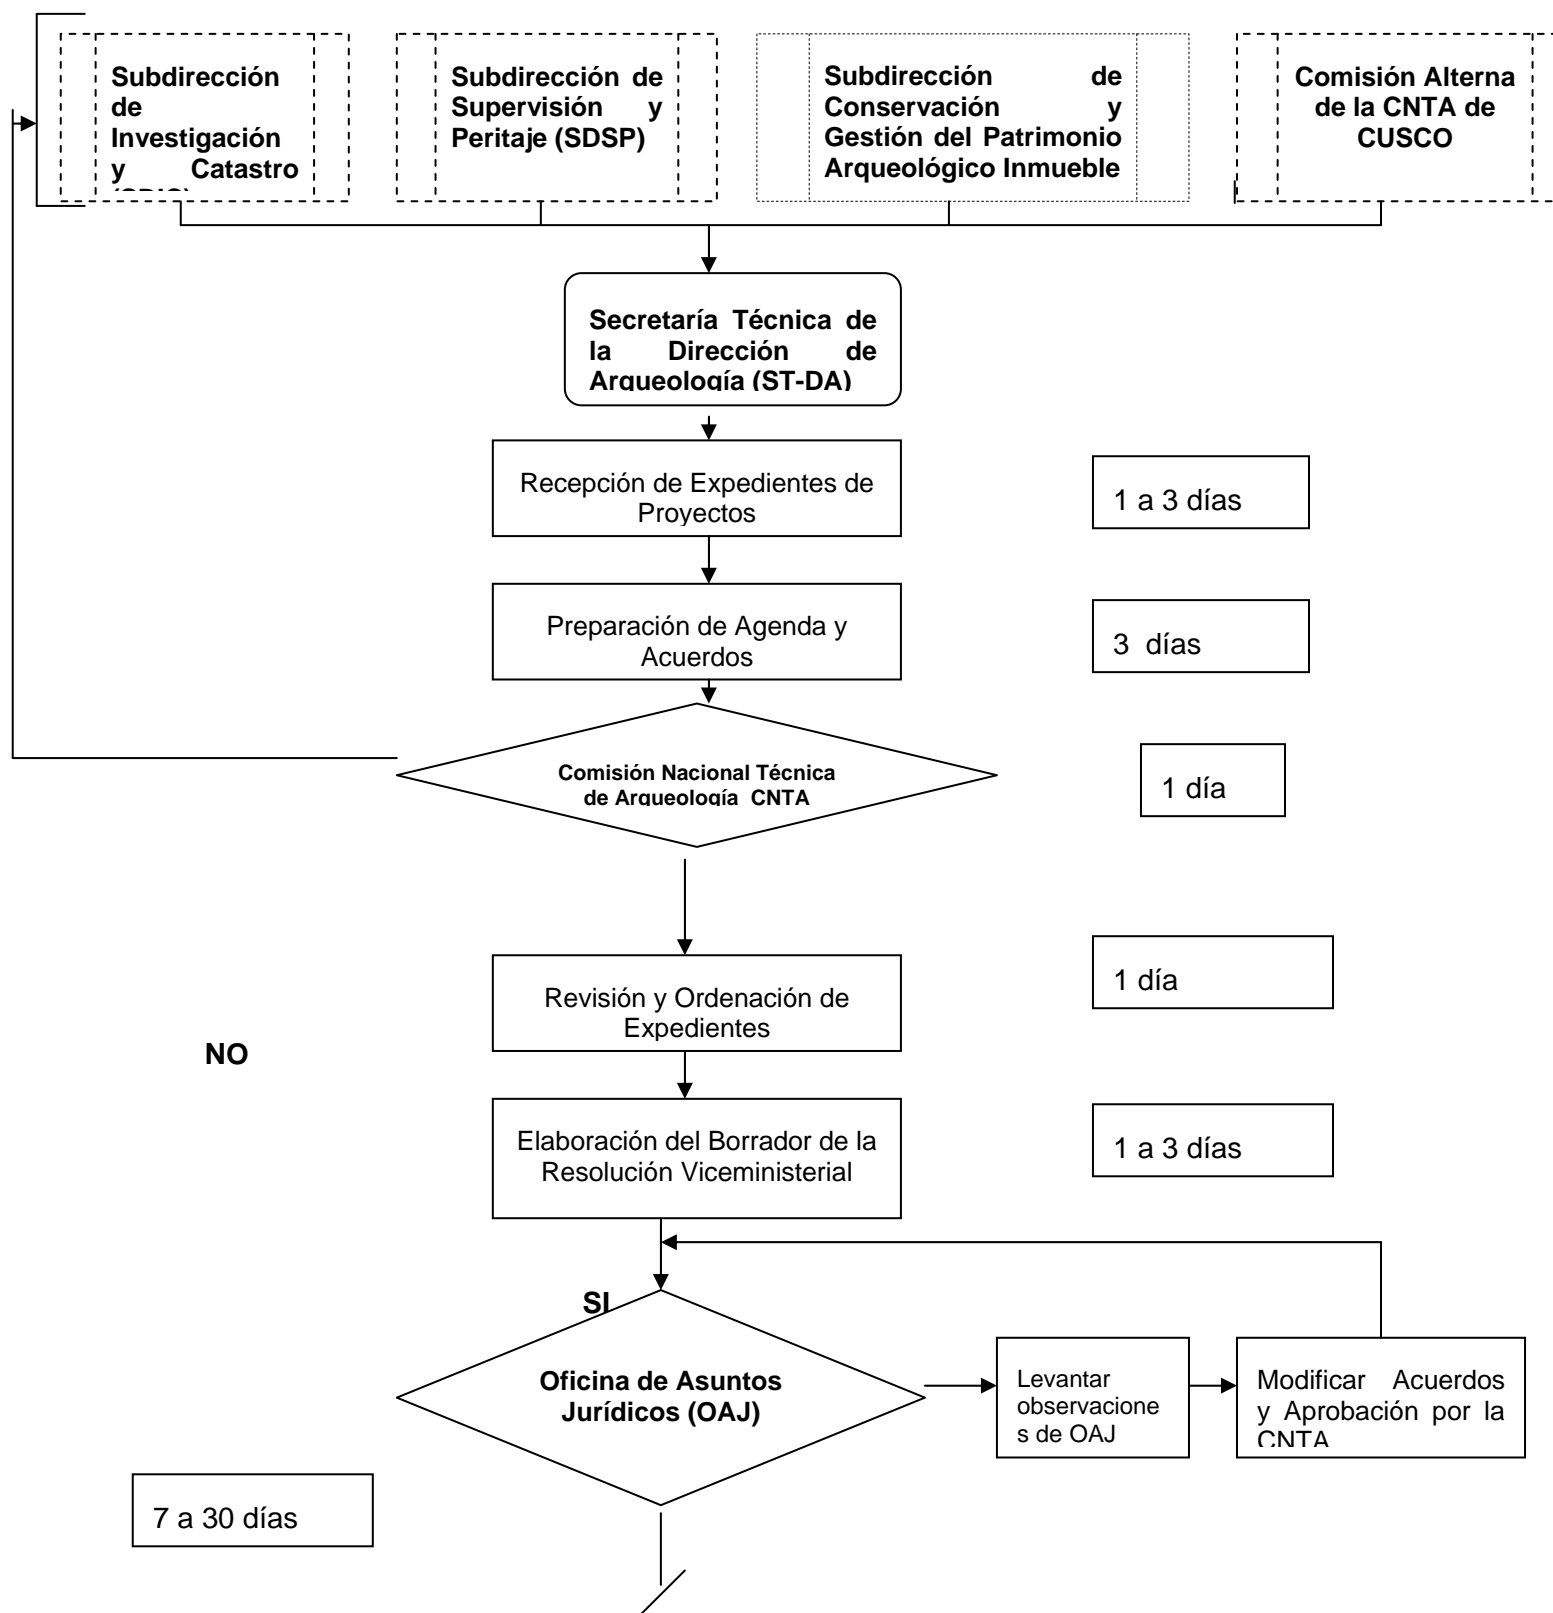 Subdirección
de
Investigación
y Catastro
Subdirección de
Supervisión y
Peritaje (SDSP)
Subdirección de
Conservación y
Gestión del Patrimonio
Arqueológico Inmueble
Comisión Alterna
de la CNTA de
CUSCO
Secretaría Técnica de
la Dirección de
Arqueología (ST-DA)
Recepción de Expedientes de
Proyectos
1 a 3 días
Preparación de Agenda y
Acuerdos
3 días
Comisión Nacional Técnica
de Arqueología CNTA
1 día
Revisión y Ordenación de
Expedientes
1 día
NO
Elaboración del Borrador de la
Resolución Viceministerial
1 a 3 días
SI
Oficina de Asuntos
Jurídicos (OAJ)
Levantar
observacione
s de OAJ
Modificar Acuerdos
y Aprobación por la
CNTA
7 a 30 días